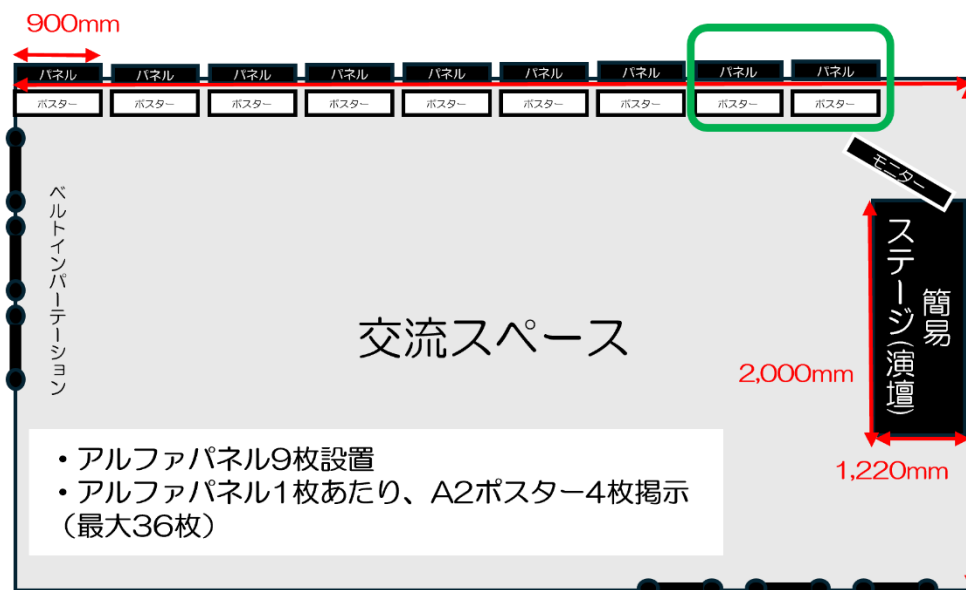 900mm
パネル
パネル
パネル
パネル
パネル
パネル
パネル
パネル
パネル
ポスター
ポスター
ポスター
ポスター
ポスター
ポスター
ポスター
ポスター
ポスター
モニター
ベルトインパーテーション
簡易
ステージ(演壇)
交流スペース
2,000mm
1,220mm
・アルファパネル9枚設置
・アルファパネル1枚あたり、A2ポスター4枚掲示
（最大36枚）